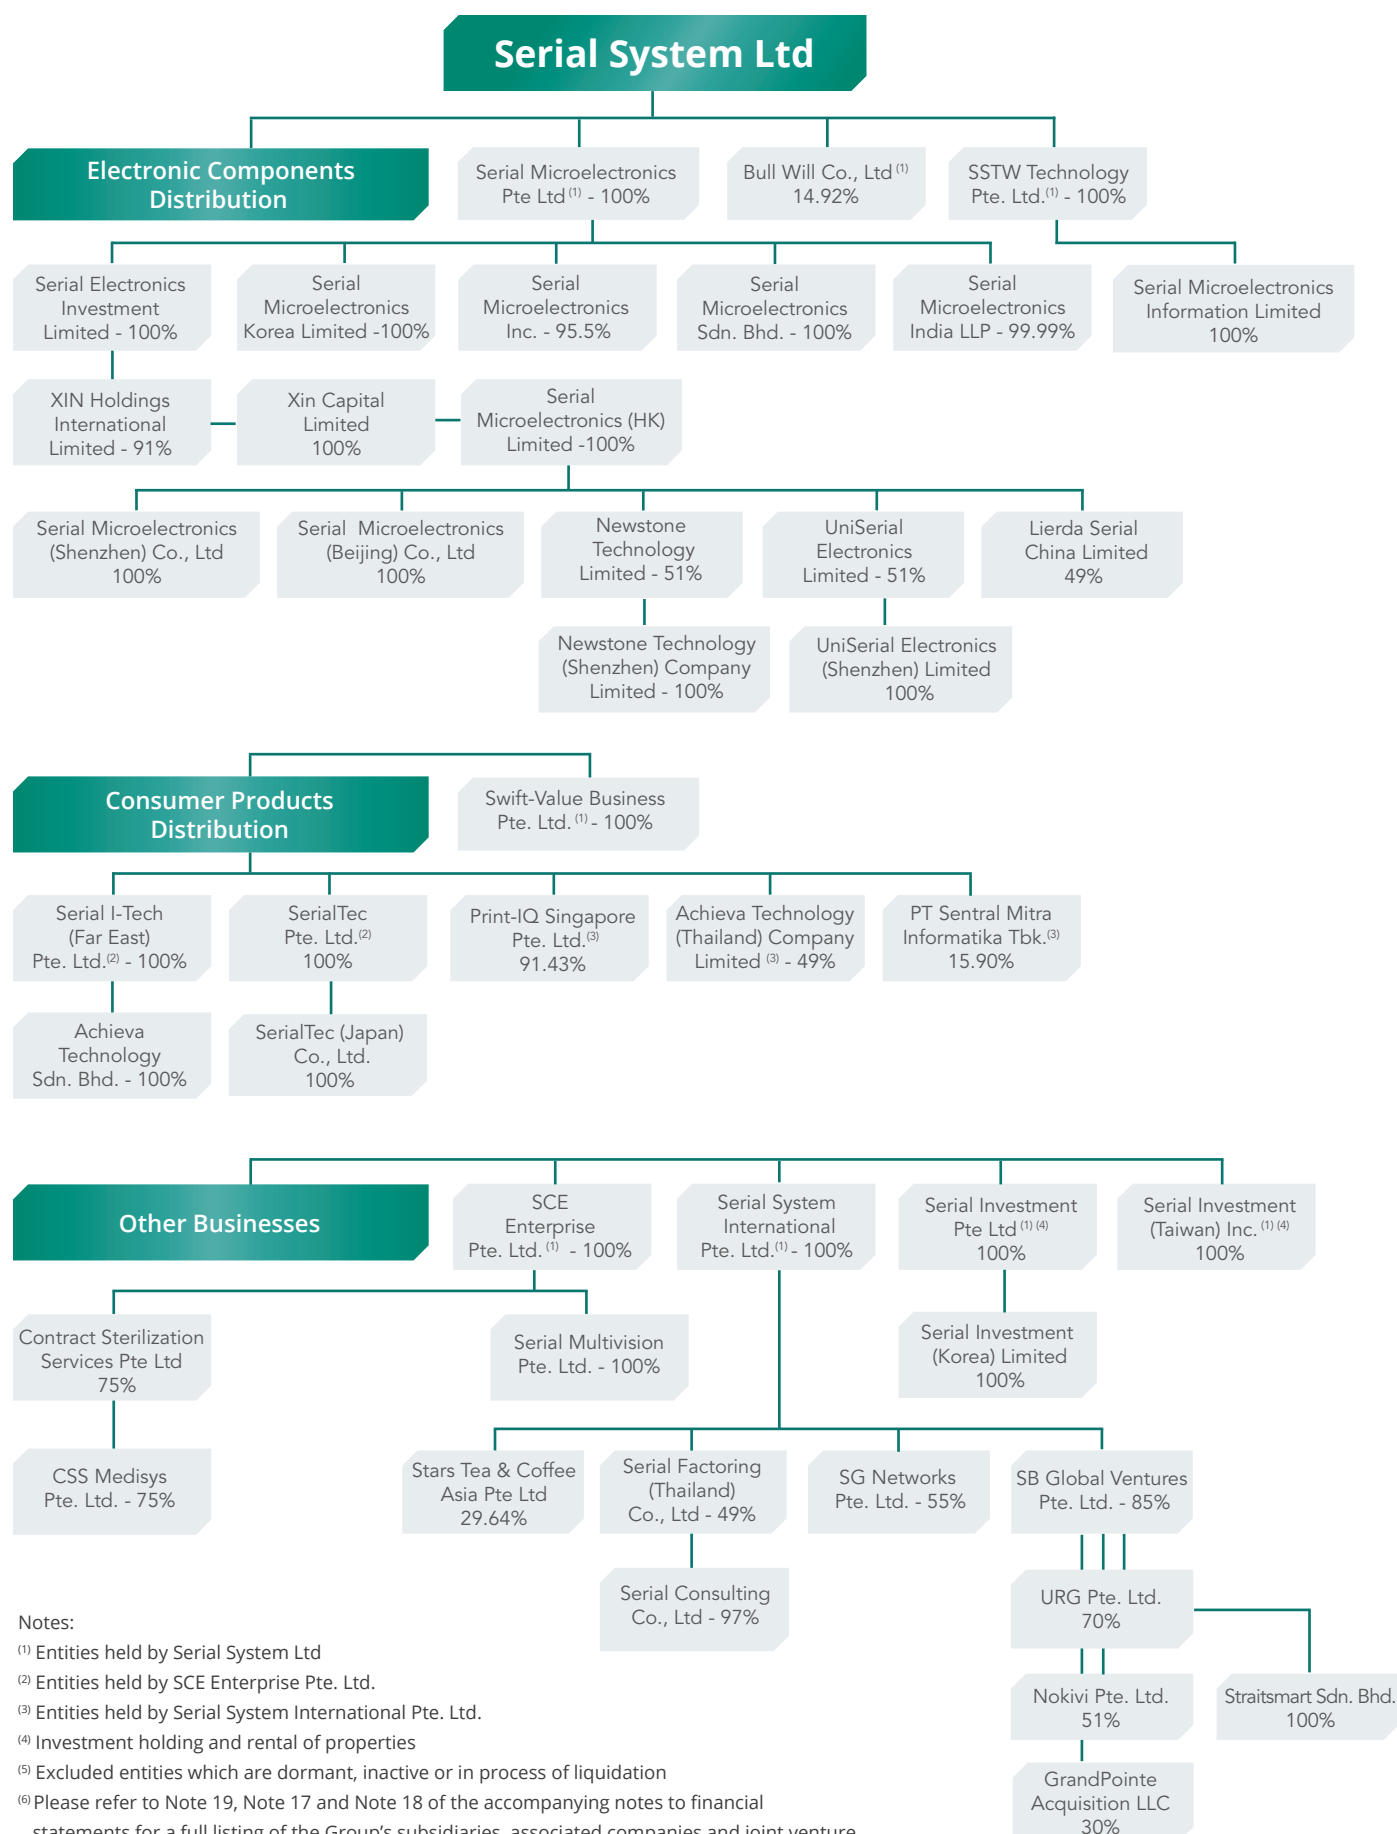 Serial System Ltd
Electronic Components
Distribution
Serial Microelectronics
Pte Ltd (1) - 100%
Bull Will Co., Ltd (1)
14.92%
SSTW Technology
Pte. Ltd.(1) - 100%
Serial Electronics
Investment
Limited - 100%
Serial
Microelectronics
Korea Limited -100%
Serial
Microelectronics
Inc. - 95.5%
Serial
Microelectronics
Sdn. Bhd. - 100%
Serial
Microelectronics
India LLP - 99.99%
Serial Microelectronics
Information Limited
100%
XIN Holdings
International
Limited - 91%
Xin Capital
Limited
100%
Serial
Microelectronics (HK)
Limited -100%
Serial Microelectronics
(Shenzhen) Co., Ltd
100%
Serial Microelectronics
(Beijing) Co., Ltd
100%
Newstone
Technology
Limited - 51%
UniSerial
Electronics
Limited - 51%
Lierda Serial
China Limited
49%
Newstone Technology
(Shenzhen) Company
Limited - 100%
UniSerial Electronics
(Shenzhen) Limited
100%
Consumer Products
Distribution
Swift-Value Business
Pte. Ltd. (1) - 100%
Serial I-Tech
(Far East)
Pte. Ltd.(2) - 100%
SerialTec
Pte. Ltd.(2)
100%
Print-IQ Singapore
Pte. Ltd.(3)
91.43%
Achieva Technology
(Thailand) Company
Limited (3) - 49%
PT Sentral Mitra
Informatika Tbk.(3)
15.90%
Achieva
Technology
Sdn. Bhd. - 100%
SerialTec (Japan)
Co., Ltd.
100%
Other Businesses
SCE
Enterprise
Pte. Ltd. (1) - 100%
Serial System
International
Pte. Ltd.(1) - 100%
Serial Investment
Pte Ltd (1) (4)
100%
Serial Investment
(Taiwan) Inc. (1) (4)
100%
Contract Sterilization
Services Pte Ltd
75%
Serial Multivision
Pte. Ltd. - 100%
Serial Investment
(Korea) Limited
100%
CSS Medisys
Pte. Ltd. - 75%
Stars Tea & Coffee
Asia Pte Ltd
29.64%
Serial Factoring
(Thailand)
Co., Ltd - 49%
SG Networks
Pte. Ltd. - 55%
SB Global Ventures
Pte. Ltd. - 85%
Serial Consulting
Co., Ltd - 97%
URG Pte. Ltd.
70%
Nokivi Pte. Ltd.
51%
Straitsmart Sdn. Bhd.
100%
GrandPointe
Acquisition LLC
30%
Notes:
(1) Entities held by Serial System Ltd
(2) Entities held by SCE Enterprise Pte. Ltd.
(3) Entities held by Serial System International Pte. Ltd.
(4) Investment holding and rental of properties
(5) Excluded entities which are dormant, inactive or in process of liquidation
(6) Please refer to Note 19, Note 17 and Note 18 of the accompanying notes to financial
statements for a full listing of the Group's subsidiaries, associated companies and joint venture